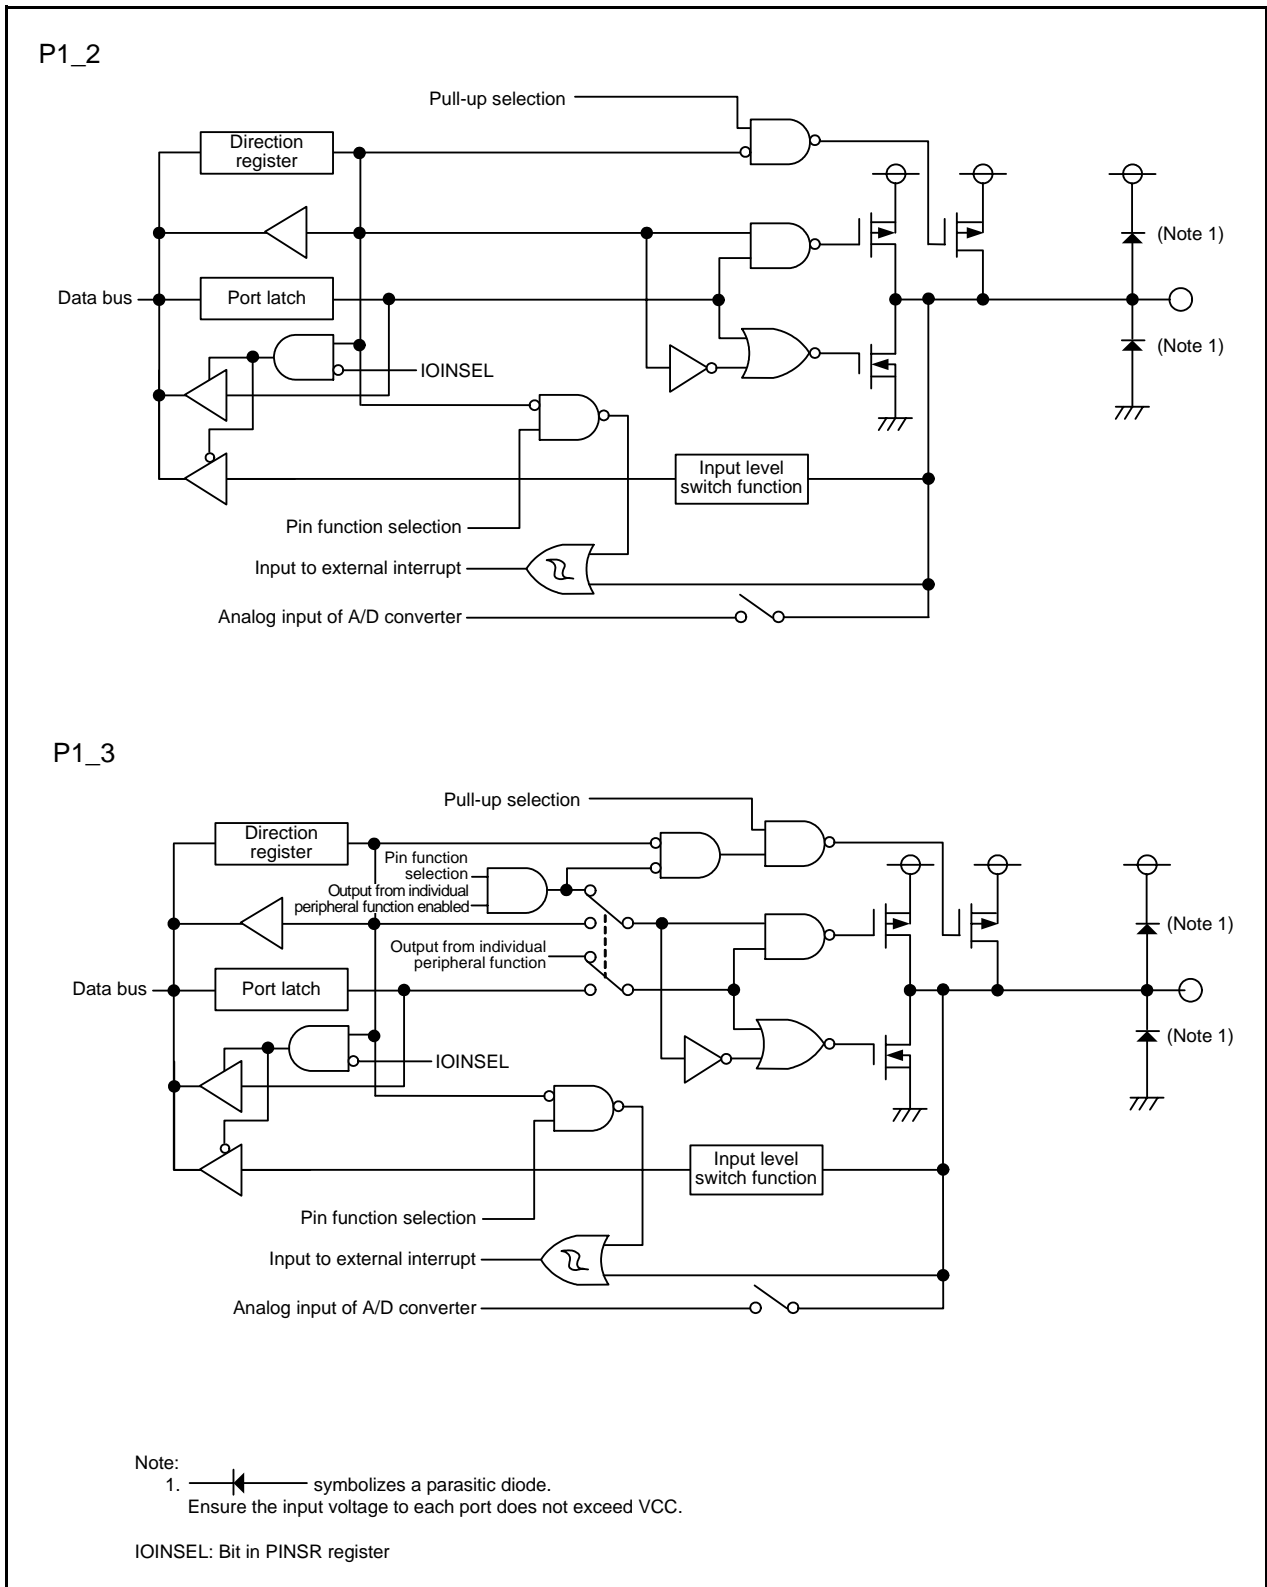 P1_2
Pull-up selection
Direction
register
(Note 1)
Data bus
Port latch
(Note 1)
IOINSEL
Input level
switch function
Pin function selection
Input to external interrupt
Analog input of A/D converter
P1_3
Pull-up selection
Direction
register
Pin function
selection
Output from individual
peripheral function enabled
(Note 1)
Output from individual
peripheral function
Data bus
Port latch
(Note 1)
IOINSEL
Input level
switch function
Pin function selection
Input to external interrupt
Analog input of A/D converter
Note:
1. symbolizes a parasitic diode.
Ensure the input voltage to each port does not exceed VCC.
IOINSEL: Bit in PINSR register